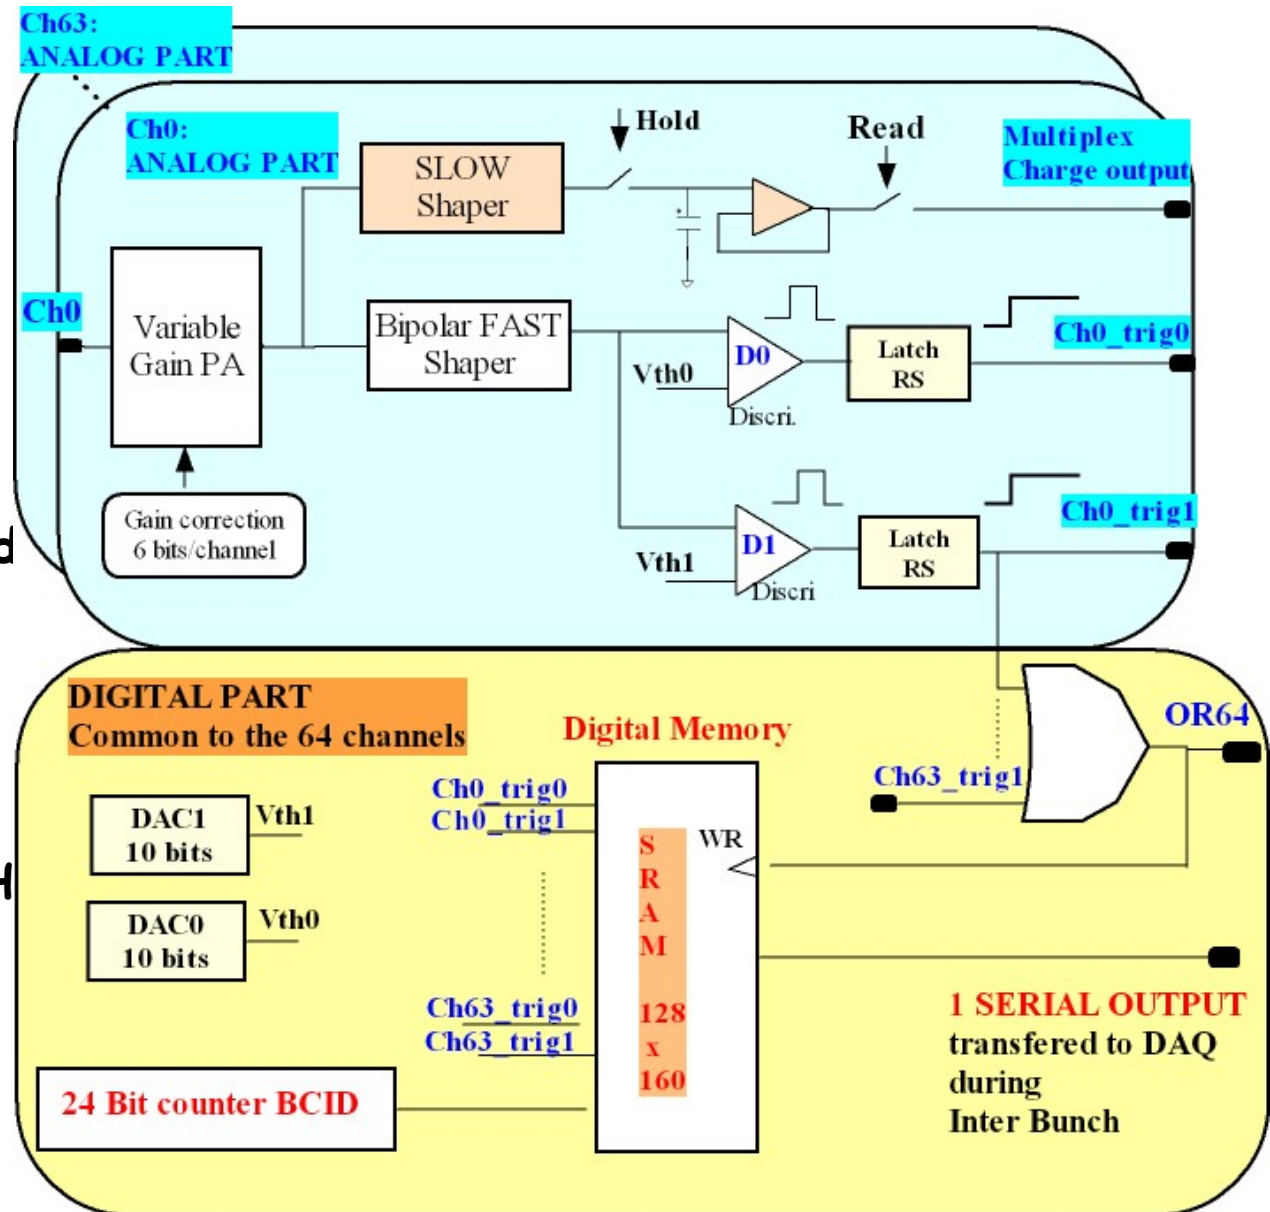 Ch63:
ANALOG PART
Ch0:
ANALOG PART
SLOW
Shaper
Hold
Read
Multiplex
Charge output
Ch0
Variable
Gain PA
Bipolar FAST
Shaper
Vth0
D0
Discri.
Latch
RS
Ch0_trig0
Gain correction
6 bits/channel
d
Vth1
D1
Discri
Latch
RS
Ch0_trig1
DIGITAL PART
Common to the 64 channels
Digital Memory
OR64
Ch63_trig1
DAC1
10 bits
Vth1
DAC0
10 bits
Vth0
H
Ch0_trig0
Ch0_trig1
Ch63_trig0
Ch63_trig1
S
R
A
M
128
x
160
WR
24 Bit counter BCID
1 SERIAL OUTPUT
transfered to DAQ
during
Inter Bunch